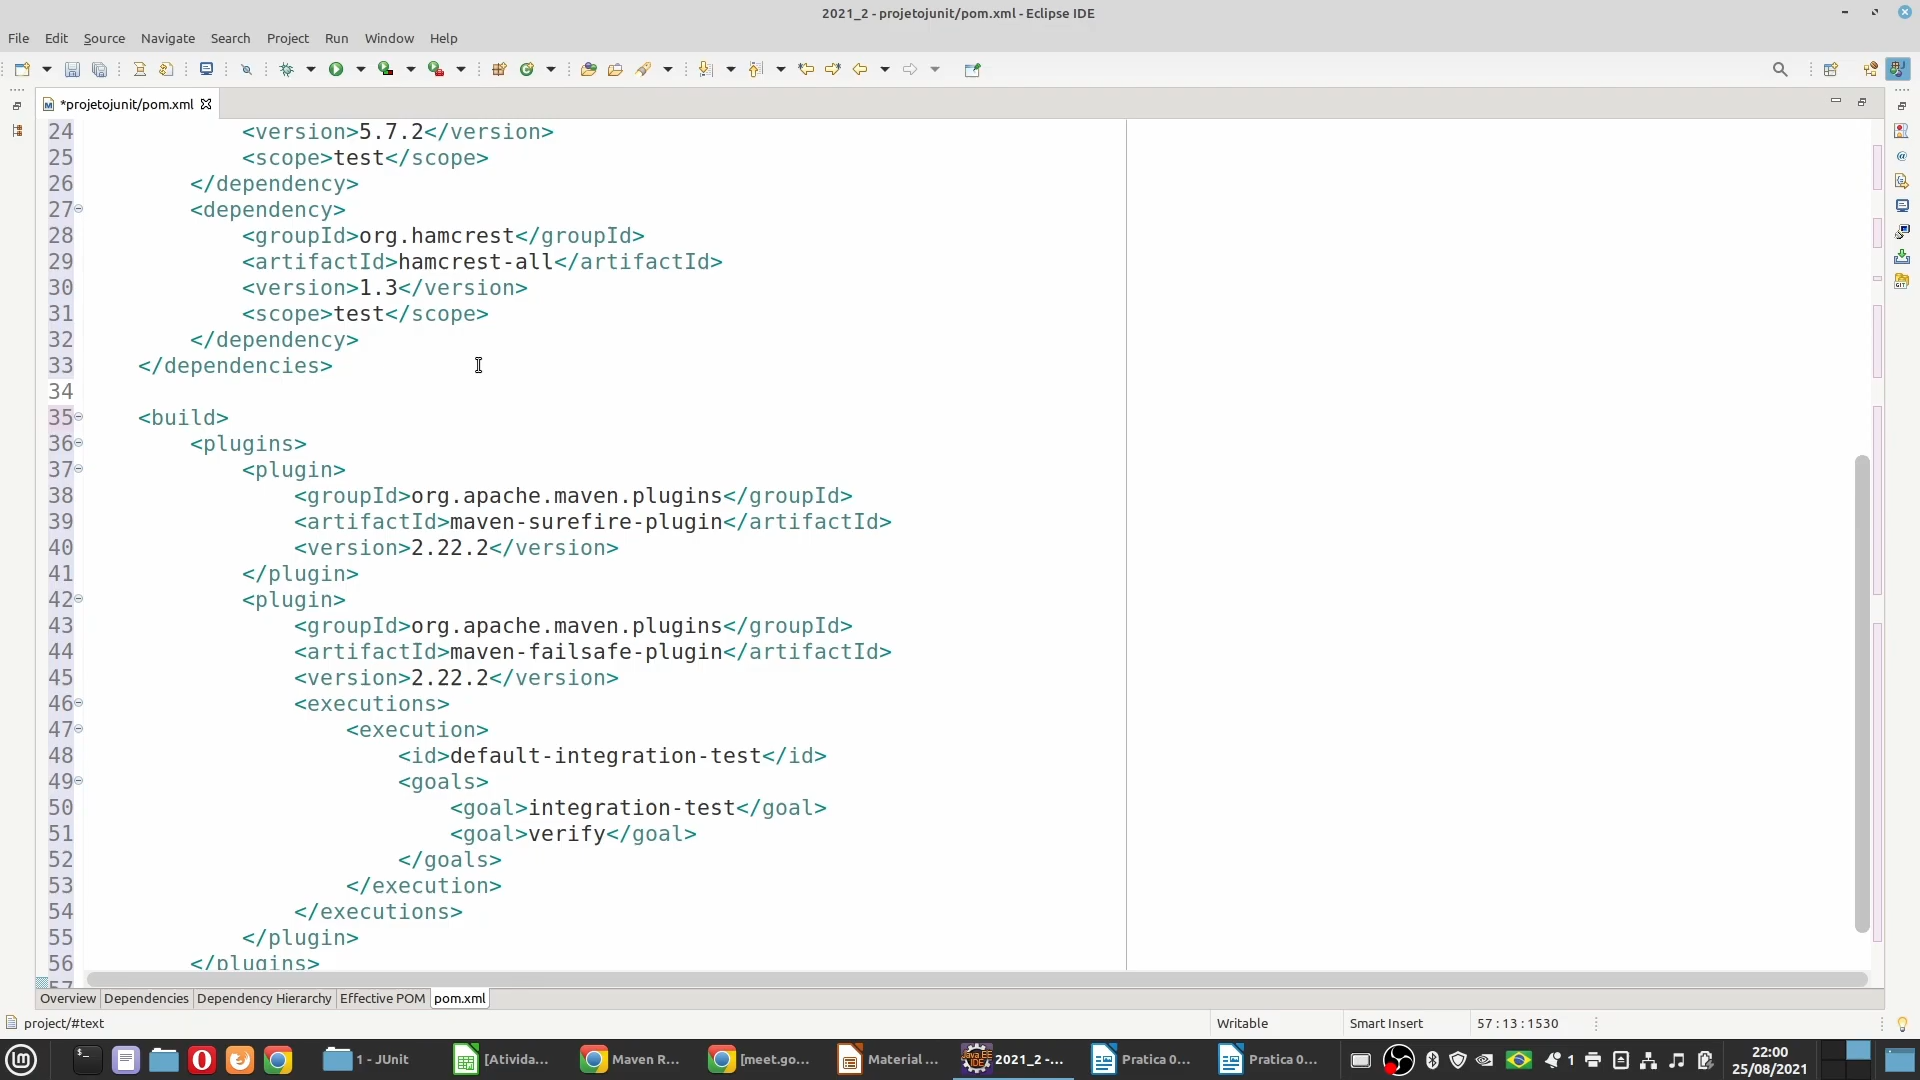 2021_2 - projetojunit/pom.xml - Eclipse IDE
File Edit Source Navigate Search Project Run Window Help
*projetojunit/pom.xml
24 <version>5.7.2</version>
25 <scope>test</scope>
26 </dependency>
27 <dependency>
28 <groupId>org.hamcrest</groupId>
29 <artifactId>hamcrest-all</artifactId>
30 <version>1.3</version>
31 <scope>test</scope>
32 </dependency>
33 </dependencies>
34
35 <build>
36 <plugins>
37 <plugin>
38 <groupId>org.apache.maven.plugins</groupId>
39 <artifactId>maven-surefire-plugin</artifactId>
40 <version>2.22.2</version>
41 </plugin>
42 <plugin>
43 <groupId>org.apache.maven.plugins</groupId>
44 <artifactId>maven-failsafe-plugin</artifactId>
45 <version>2.22.2</version>
46 <executions>
47 <execution>
48 <id>default-integration-test</id>
49 <goals>
50 <goal>integration-test</goal>
51 <goal>verify</goal>
52 </goals>
53 </execution>
54 </executions>
55 </plugin>
56 </plugins>
57
Overview Dependencies Dependency Hierarchy Effective POM pom.xml
project/#text Writable Smart Insert 57 : 13 : 1530
1 - JUnit [Ativida... Maven R... [meet.go... Material ... 2021_2 -... Pratica 0... Pratica 0... 1 22:00
25/08/2021